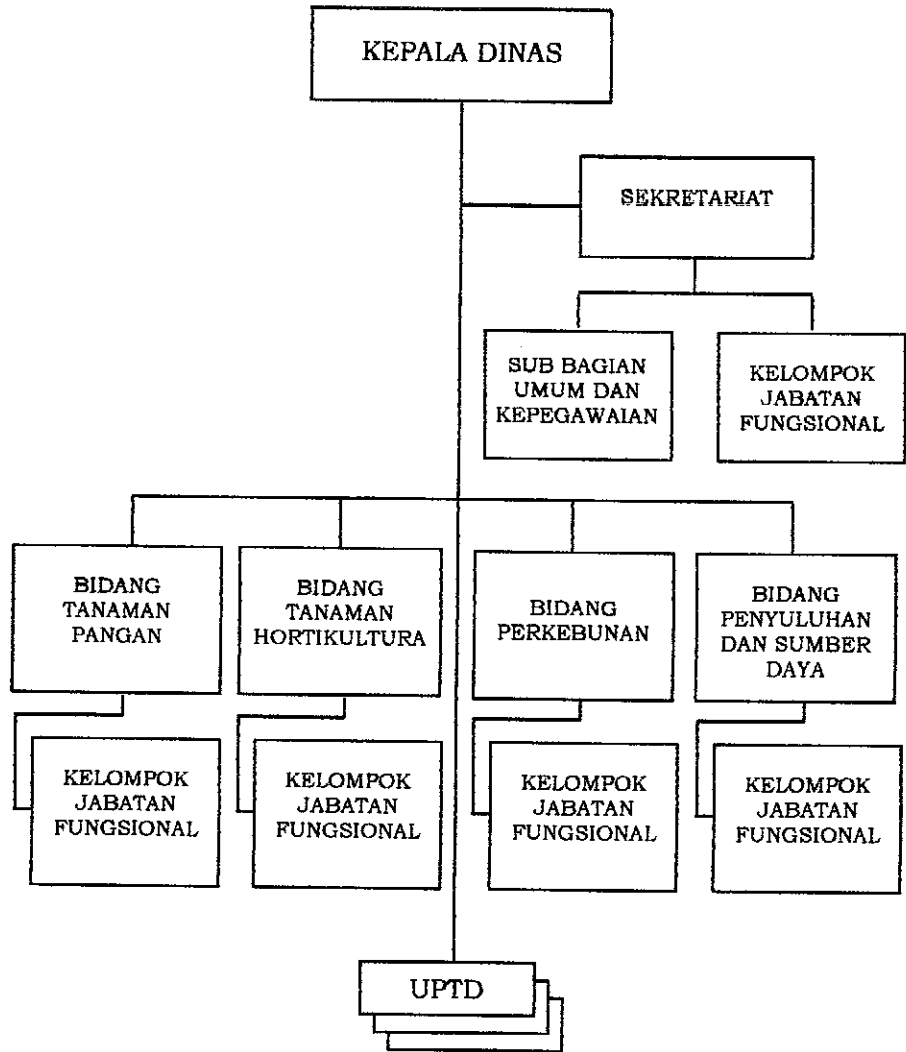 KEPALA DINAS
SEKRETARIAT
SUB BAGIAN
UMUM DAN
KEPEGAWAIAN
KELOMPOK
JABATAN
FUNGSIONAL
BIDANG
TANAMAN
PANGAN
BIDANG
TANAMAN
HORTIKULTURA
BIDANG
PERKEBUNAN
BIDANG
PENYULUHAN
DAN SUMBER
DAYA
KELOMPOK
JABATAN
FUNGSIONAL
KELOMPOK
JABATAN
FUNGSIONAL
KELOMPOK
JABATAN
FUNGSIONAL
KELOMPOK
JABATAN
FUNGSIONAL
UPTD